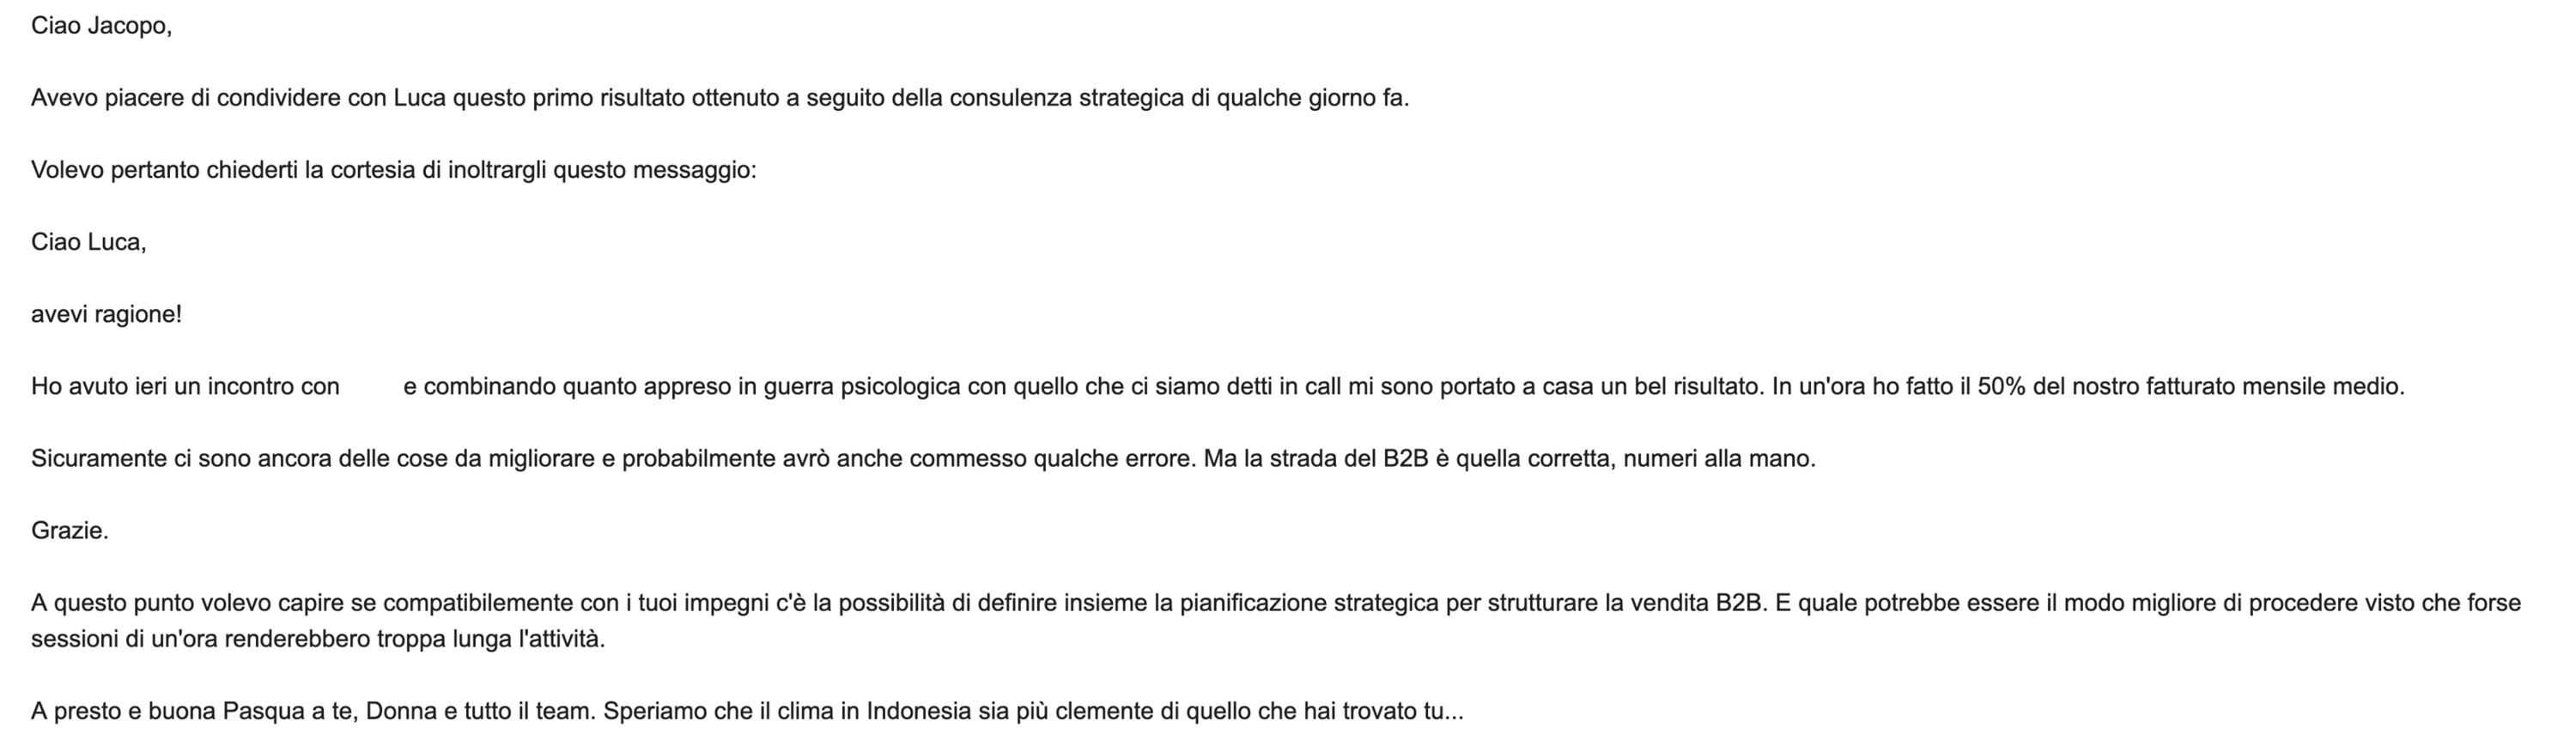 Ciao Jacopo,
Avevo piacere di condividere con Luca questo primo risultato ottenuto a seguito della consulenza strategica di qualche giorno fa.
Volevo pertanto chiederti la cortesia di inoltrargli questo messaggio:
Ciao Luca,
avevi ragione!
Ho avuto ieri un incontro con e combinando quanto appreso in guerra psicologica con quello che ci siamo detti in call mi sono portato a casa un bel risultato. In un'ora ho fatto il 50% del nostro fatturato mensile medio.
Sicuramente ci sono ancora delle cose da migliorare e probabilmente avrò anche commesso qualche errore. Ma la strada del B2B è quella corretta, numeri alla mano.
Grazie.
A questo punto volevo capire se compatibilemente con i tuoi impegni c'è la possibilità di definire insieme la pianificazione strategica per strutturare la vendita B2B. E quale potrebbe essere il modo migliore di procedere visto che forse
sessioni di un'ora renderebbero troppa lunga l'attività.
A presto e buona Pasqua a te, Donna e tutto il team. Speriamo che il clima in Indonesia sia più clemente di quello che hai trovato tu...